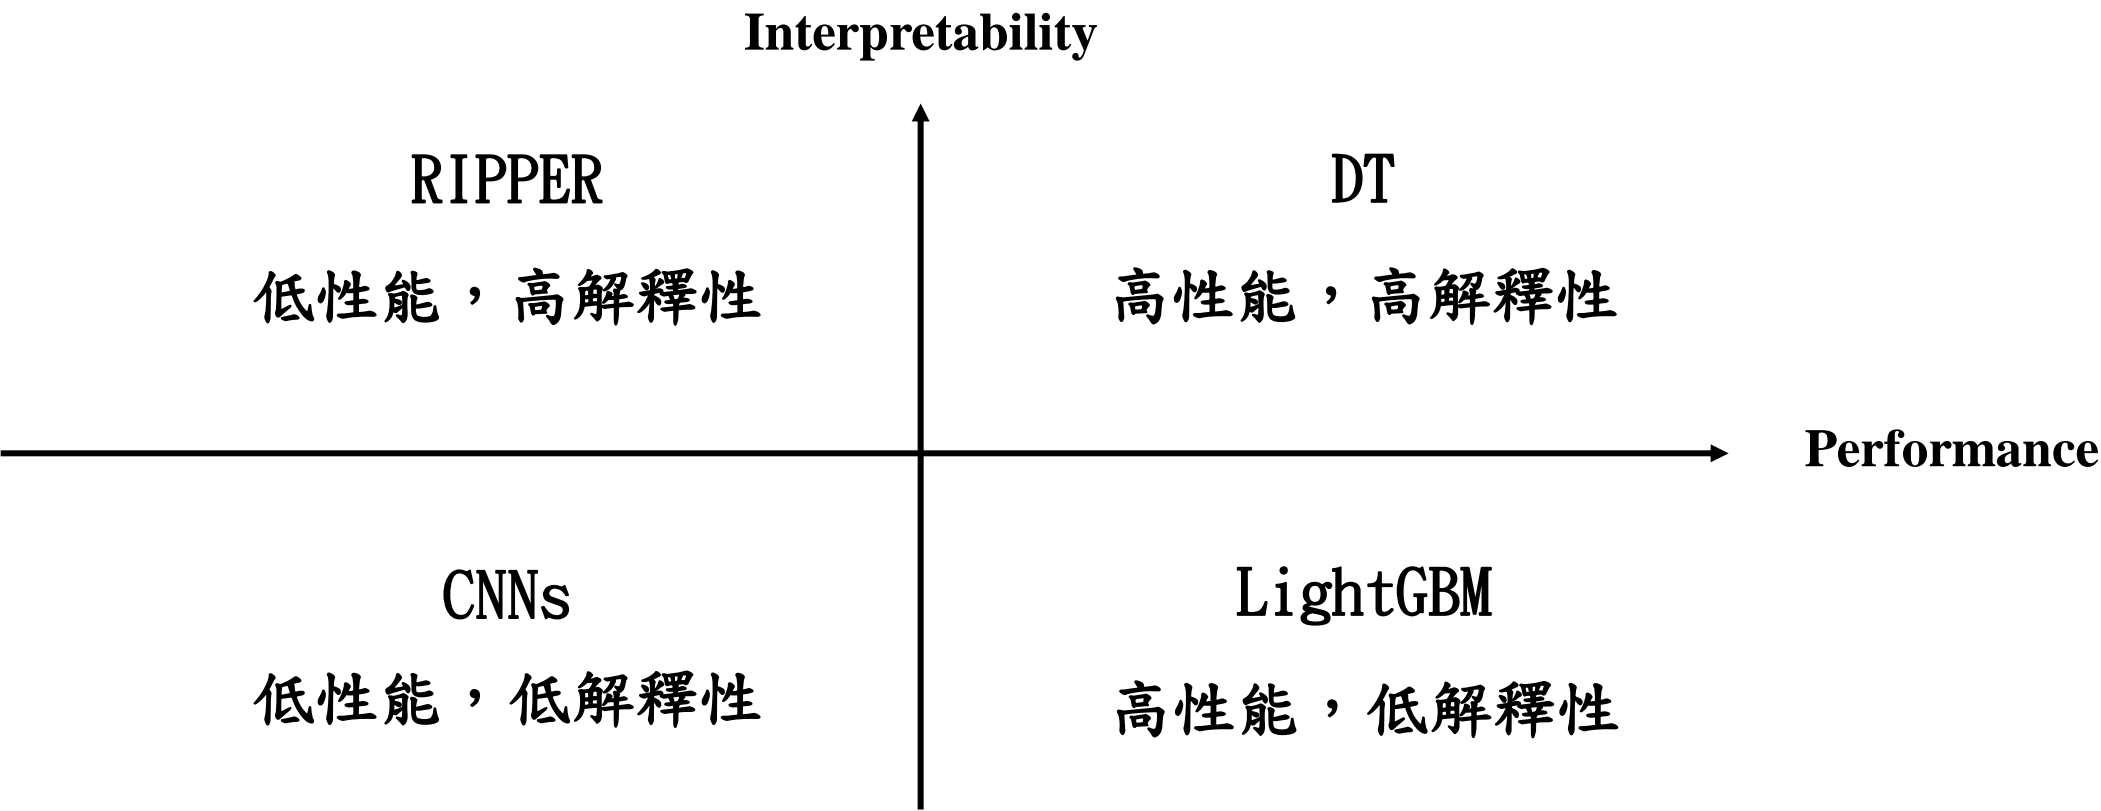 Interpretability
RIPPER
低性能，高解釋性
DT
高性能，高解釋性
Performance
CNNs
低性能，低解釋性
LightGBM
高性能，低解釋性